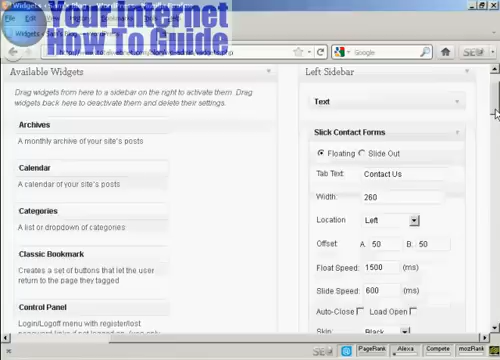 Your Internet
How To Guide
Google
Available Widgets
Left Sidebar
Drag widgets from here to a sidebar on the right to activate them. Drag
widgets back here to deactivate them and delete their settings.
Text
Archives
A monthly archive of your site's posts
Slick Contact Forms
Floating
Slide Out
Calendar
A calendar of your site's posts
Tab Text:
Contact Us
Width:
260
Categories
A list or dropdown of categories
Location
Left
Offset
A: 50
B: 50
Classic Bookmark
Creates a set of buttons that let the user
return to the page they tagged
Float Speed:
1500
(ms)
Slide Speed:
600
(ms)
Control Panel
Login/Logoff menu with register/lost
Auto-Close
Load Open
Skin:
Black
SEO
PageRank
Alexa
Compete
mozRank